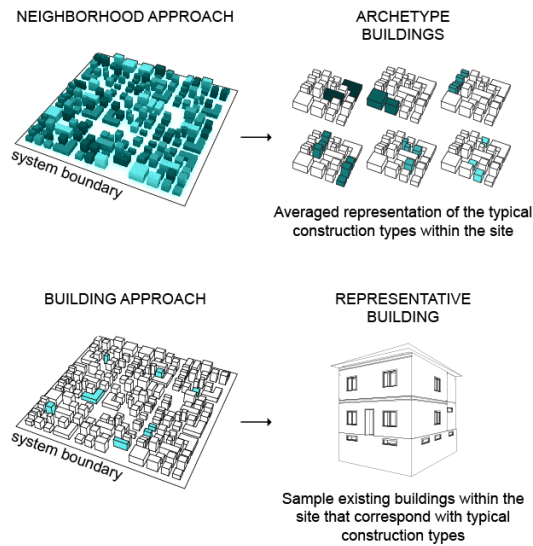 NEIGHBORHOOD APPROACH
system boundary
ARCHETYPE
BUILDINGS
Averaged representation of the typical
construction types within the site
BUILDING APPROACH
system boundary
REPRESENTATIVE
BUILDING
Sample existing buildings within the
site that correspond with typical
construction types